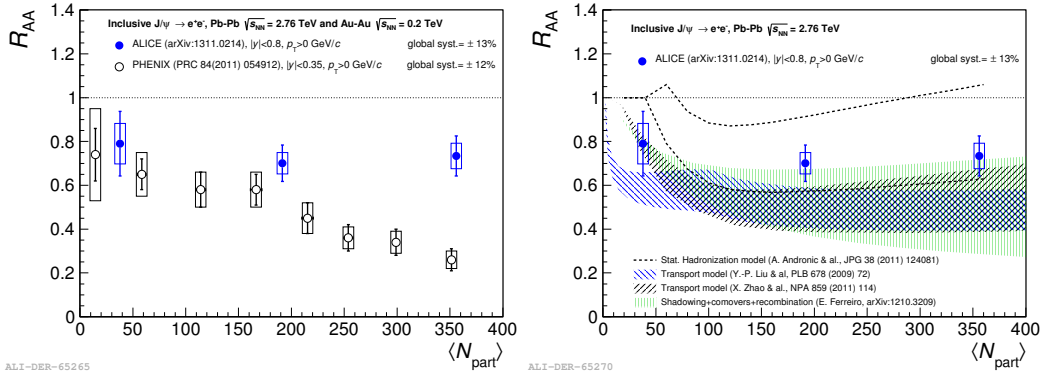 R_AA
1.4
1.2
1
0.8
0.6
0.4
0.2
0
Inclusive J/ψ → e⁺e⁻, Pb-Pb √s_NN = 2.76 TeV and Au-Au √s_NN = 0.2 TeV
ALICE (arXiv:1311.0214), |y|<0.8, p_T>0 GeV/c global syst.= ± 13%
PHENIX (PRC 84(2011) 054912), |y|<0.35, p_T>0 GeV/c global syst.= ± 12%
0 50 100 150 200 250 300 350 400
⟨N_part⟩
ALI-DER-65265
R_AA
1.4
1.2
1
0.8
0.6
0.4
0.2
0
Inclusive J/ψ → e⁺e⁻, Pb-Pb √s_NN = 2.76 TeV
ALICE (arXiv:1311.0214), |y|<0.8, p_T>0 GeV/c global syst.= ± 13%
Stat. Hadronization model (A. Andronic & al., JPG 38 (2011) 124081)
Transport model (Y.-P. Liu & al, PLB 678 (2009) 72)
Transport model (X. Zhao & al., NPA 859 (2011) 114)
Shadowing+comovers+recombination (E. Ferreiro, arXiv:1210.3209)
0 50 100 150 200 250 300 350 400
⟨N_part⟩
ALI-DER-65270